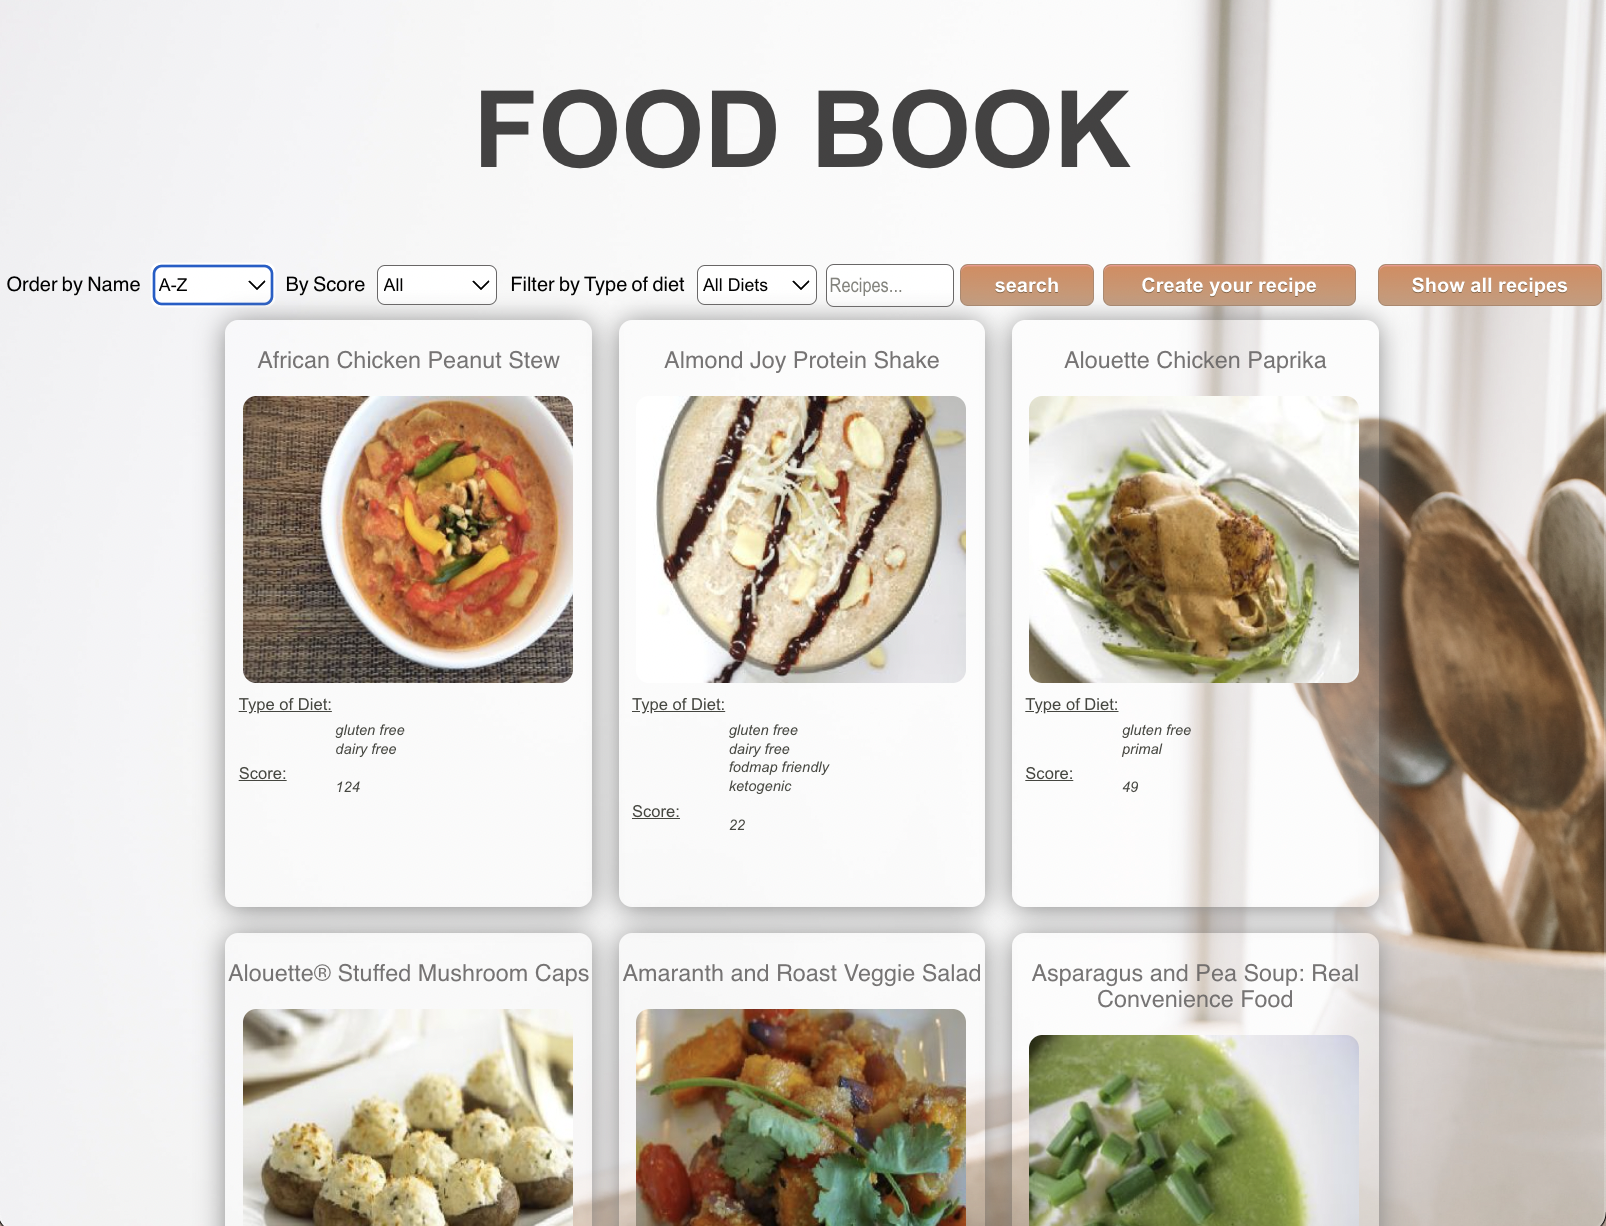 FOOD BOOK
Order by Name A-Z By Score All Filter by Type of diet All Diets Recipes... search Create your recipe Show all recipes
African Chicken Peanut Stew
Type of Diet:
gluten free
dairy free
Score:
124
Almond Joy Protein Shake
Type of Diet:
gluten free
dairy free
fodmap friendly
ketogenic
Score:
22
Alouette Chicken Paprika
Type of Diet:
gluten free
primal
Score:
49
Alouette® Stuffed Mushroom Caps
Amaranth and Roast Veggie Salad
Asparagus and Pea Soup: Real
Convenience Food